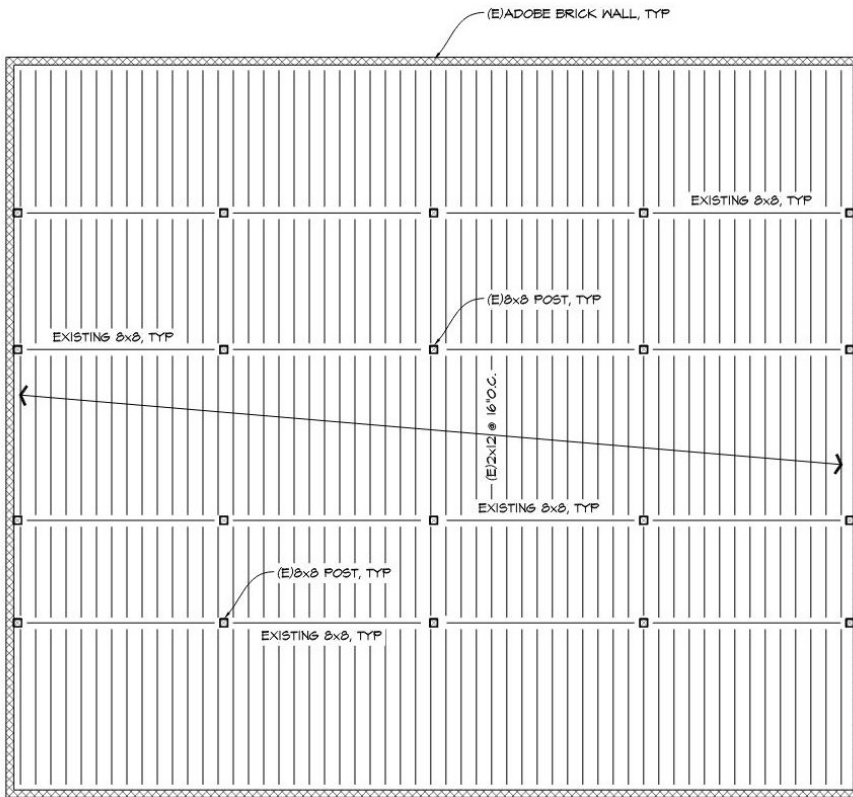 (E)ADOBE BRICK WALL, TYP
EXISTING 8x8, TYP
(E)8x8 POST, TYP
EXISTING 8x8, TYP
(E)2x12 @ 16"O.C.
EXISTING 8x8, TYP
(E)8x8 POST, TYP
EXISTING 8x8, TYP